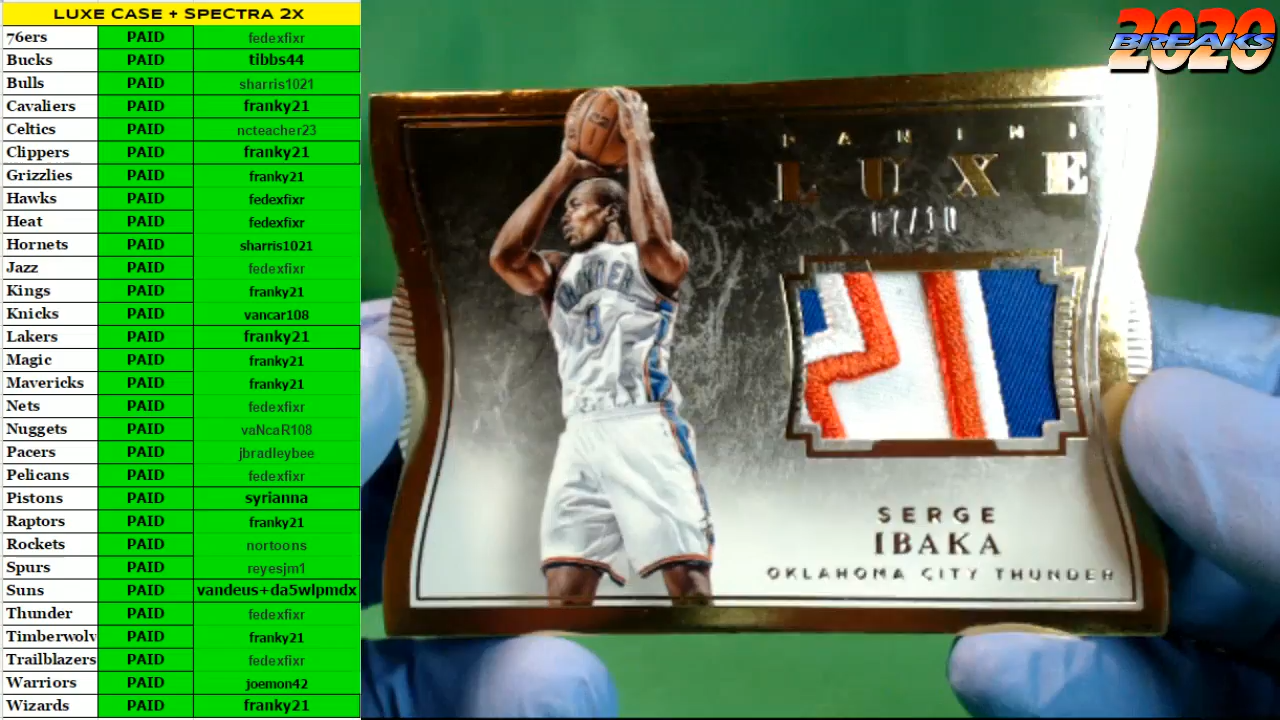 LUXE CASE + SPECTRA 2X
76ers PAID fedexfixr
Bucks PAID tibbs44
Bulls PAID sharris1021
Cavaliers PAID franky21
Celtics PAID ncteacher23
Clippers PAID franky21
Grizzlies PAID franky21
Hawks PAID fedexfixr
Heat PAID fedexfixr
Hornets PAID sharris1021
Jazz PAID fedexfixr
Kings PAID franky21
Knicks PAID vancar108
Lakers PAID franky21
Magic PAID franky21
Mavericks PAID franky21
Nets PAID fedexfixr
Nuggets PAID vaNcaR108
Pacers PAID jbradleybee
Pelicans PAID fedexfixr
Pistons PAID syrianna
Raptors PAID franky21
Rockets PAID nortoons
Spurs PAID reyesjm1
Suns PAID vandeus+da5wlpmdx
Thunder PAID fedexfixr
Timberwolv PAID franky21
Trailblazers PAID fedexfixr
Warriors PAID joemon42
Wizards PAID franky21
2020
BREAKS
PANINI
LUXE
07/10
THUNDER
9
SERGE
IBAKA
OKLAHOMA CITY THUNDER